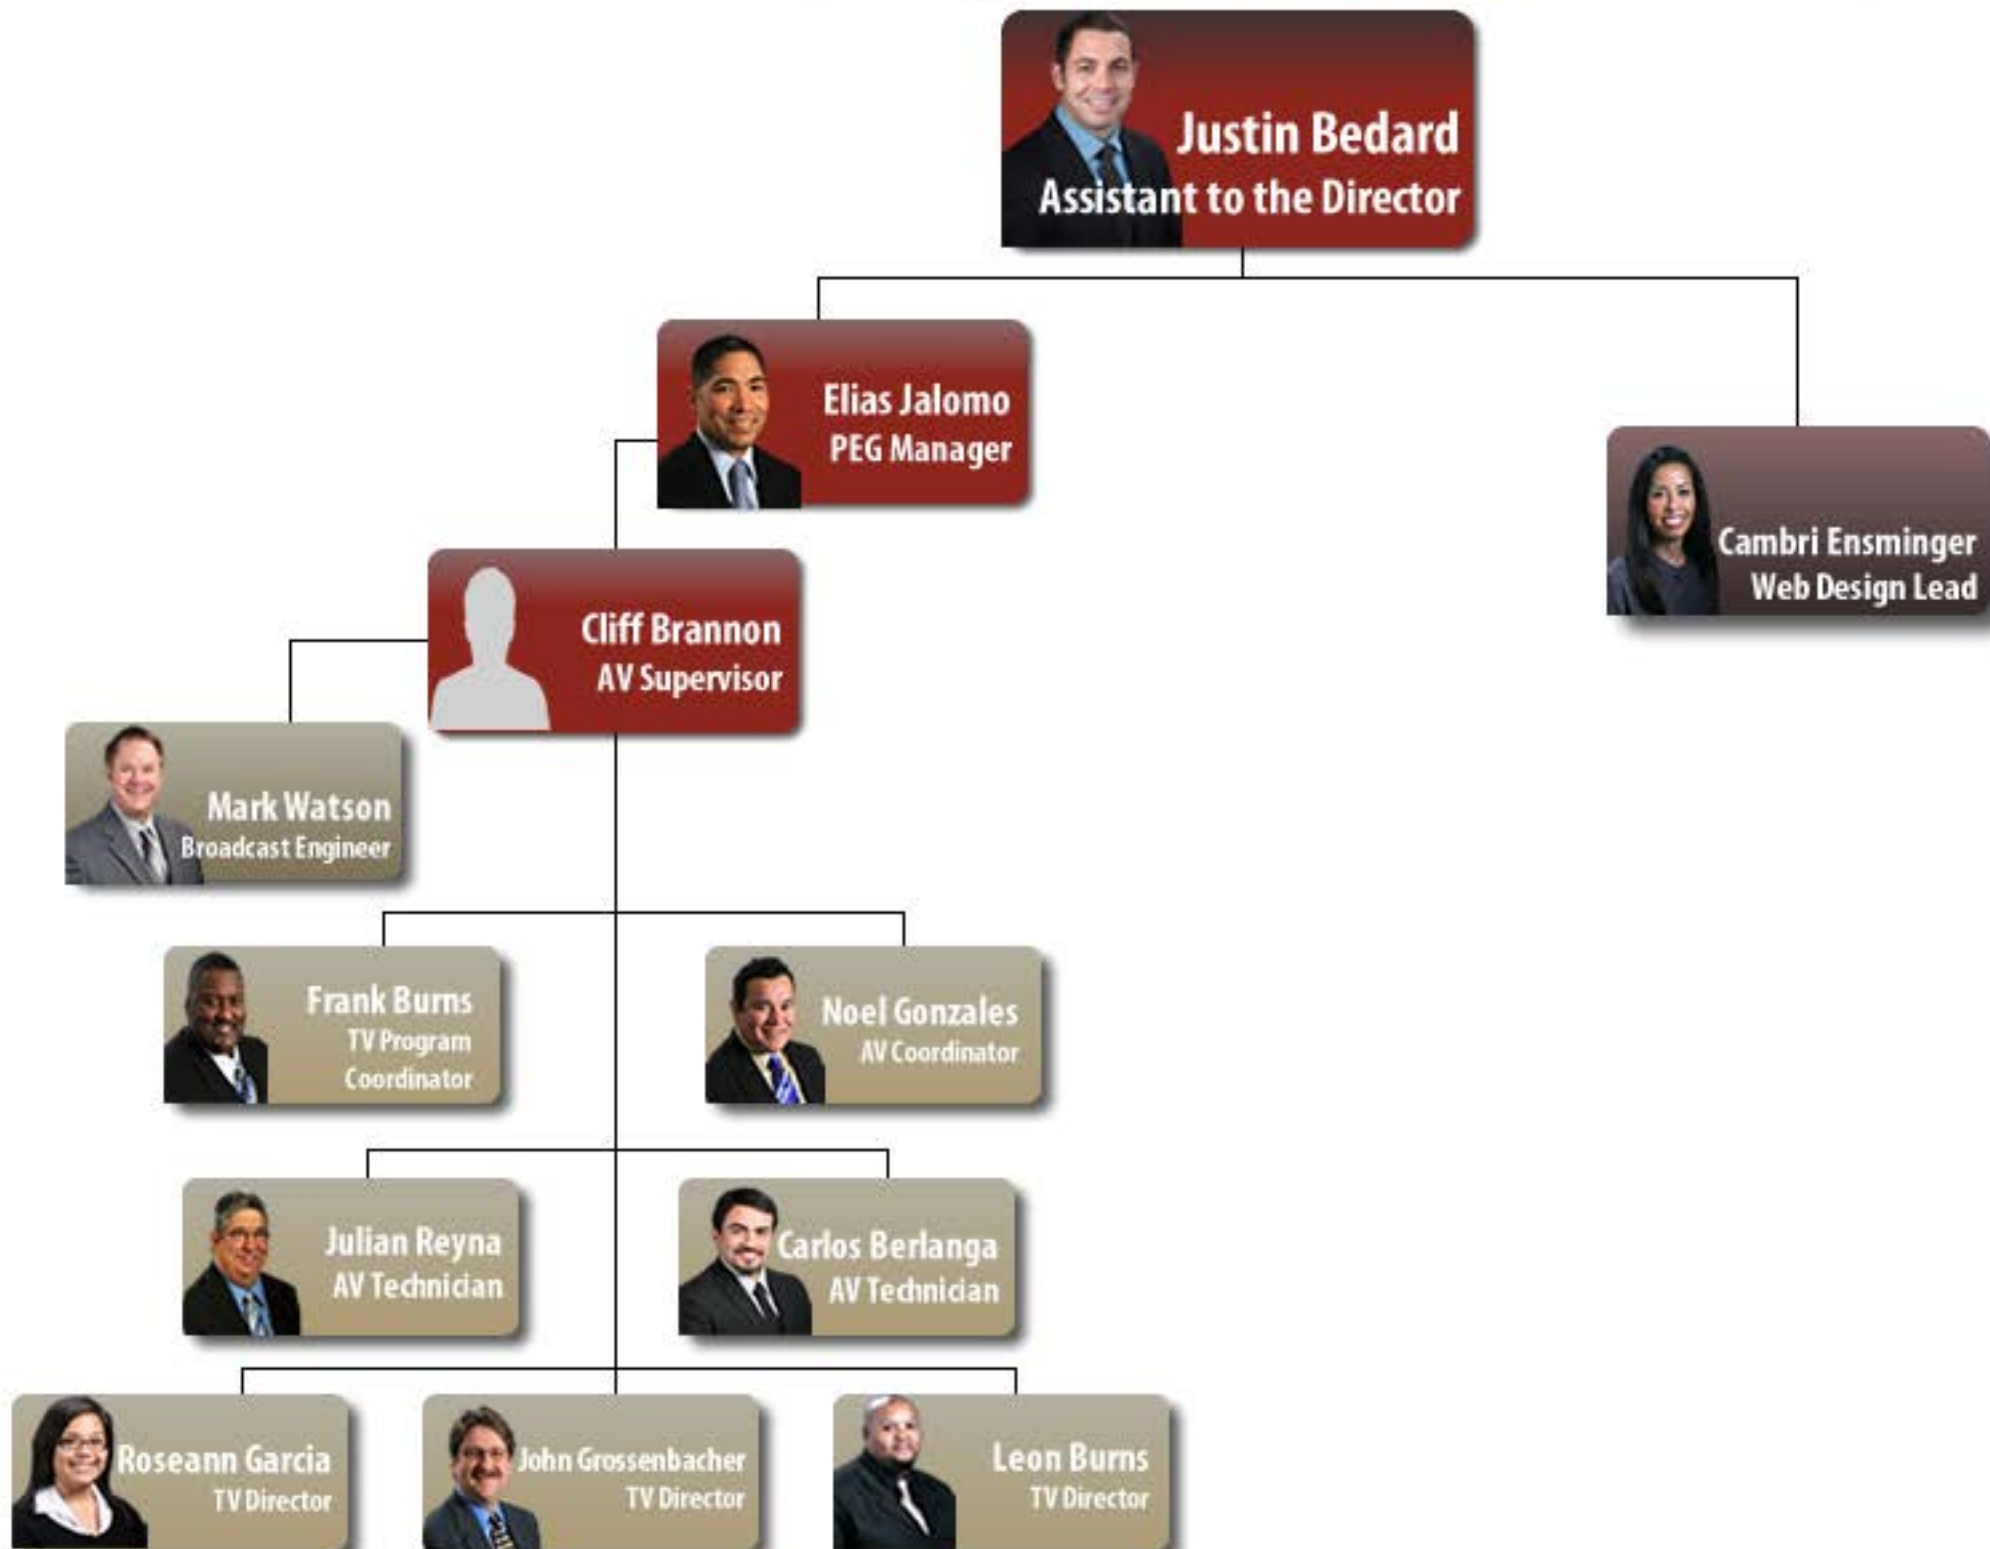 Justin Bedard
Assistant to the Director
Elias Jalomo
PEG Manager
Cambri Ensminger
Web Design Lead
Cliff Brannon
AV Supervisor
Mark Watson
Broadcast Engineer
Frank Burns
TV Program
Coordinator
Noel Gonzales
AV Coordinator
Julian Reyna
AV Technician
Carlos Berlanga
AV Technician
Roseann Garcia
TV Director
John Grossenbacher
TV Director
Leon Burns
TV Director